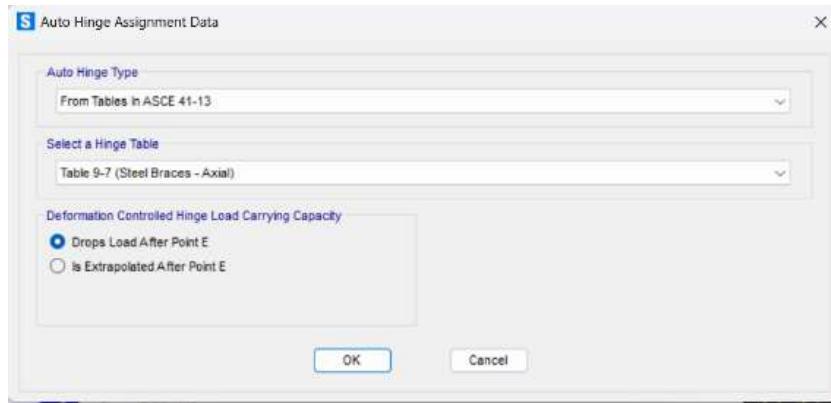 S Auto Hinge Assignment Data
Auto Hinge Type
From Tables In ASCE 41-13
Select a Hinge Table
Table 9-7 (Steel Braces - Axial)
Deformation Controlled Hinge Load Carrying Capacity
Drops Load After Point E
Is Extrapolated After Point E
OK Cancel